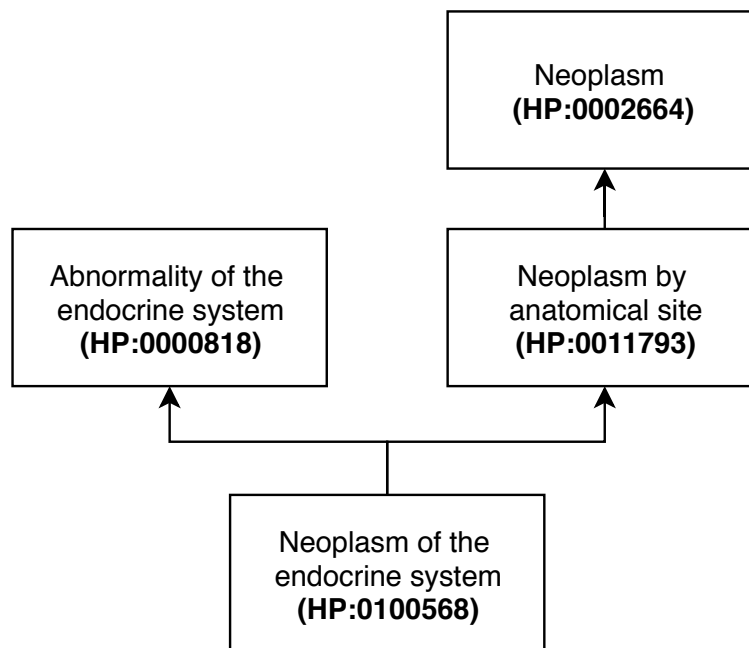 Neoplasm
(HP:0002664)
Abnormality of the
endocrine system
(HP:0000818)
Neoplasm by
anatomical site
(HP:0011793)
Neoplasm of the
endocrine system
(HP:0100568)